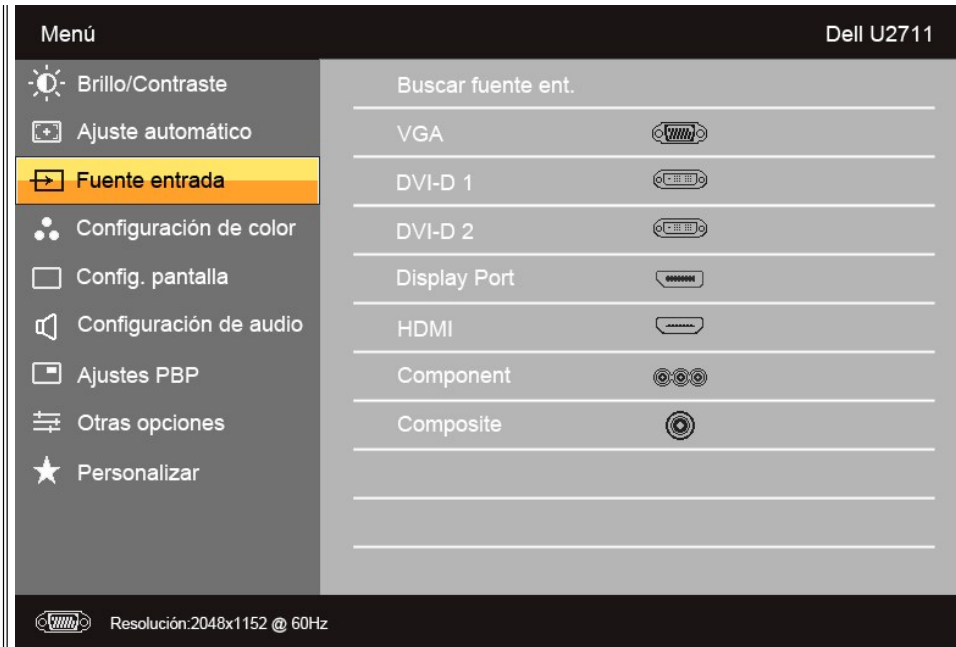 Menú
Dell U2711
Brillo/Contraste
Ajuste automático
Fuente entrada
Configuración de color
Config. pantalla
Configuración de audio
Ajustes PBP
Otras opciones
Personalizar
Buscar fuente ent.
VGA
DVI-D 1
DVI-D 2
Display Port
HDMI
Component
Composite
Resolución:2048x1152 @ 60Hz